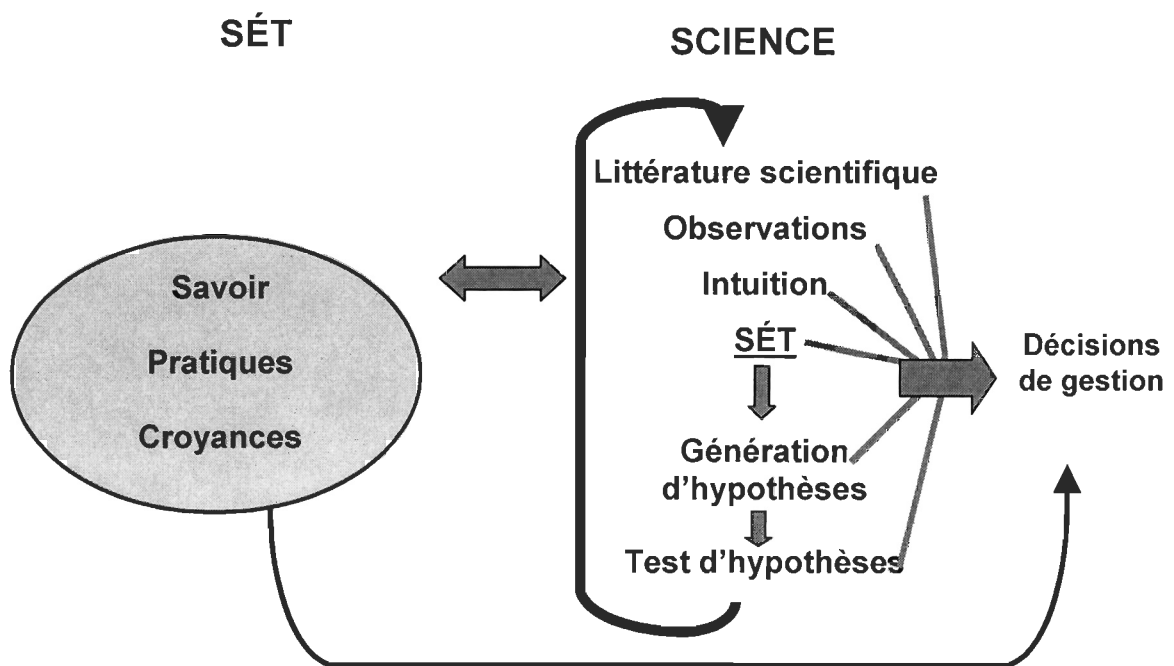 SÉT
SCIENCE
Savoir
Pratiques
Croyances
Littérature scientifique
Observations
Intuition
SÉT
Génération
d'hypothèses
Test d'hypothèses
Décisions
de gestion